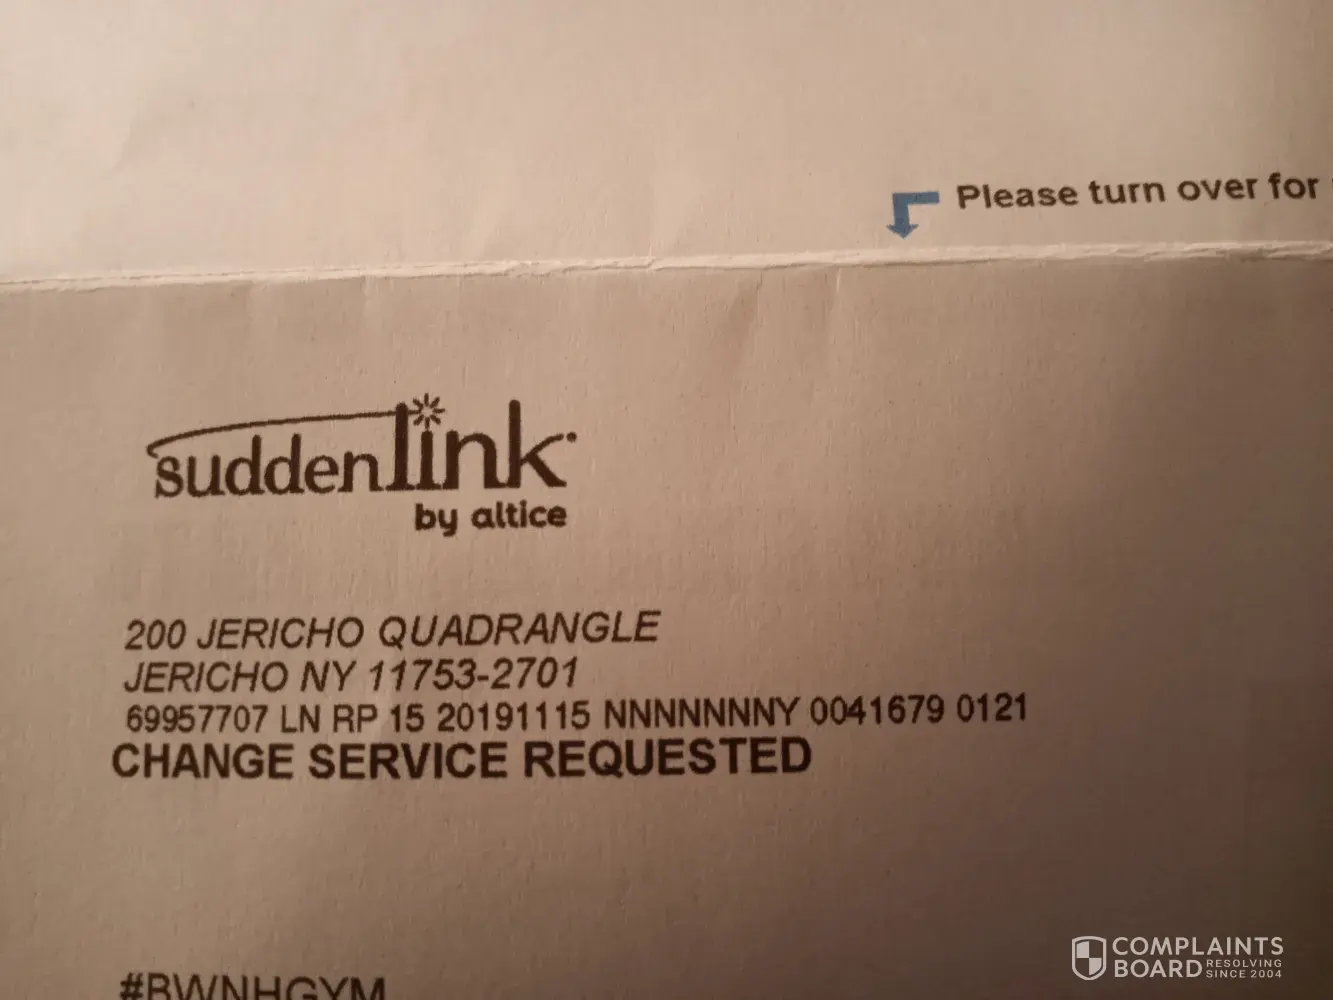 Please turn over for
suddenlink
by altice
200 JERICHO QUADRANGLE
JERICHO NY 11753-2701
69957707 LN RP 15 20191115 NNNNNNNY 0041679 0121
CHANGE SERVICE REQUESTED
#BWNHGYM
COMPLAINTS
BOARD RESOLVING
SINCE 2004